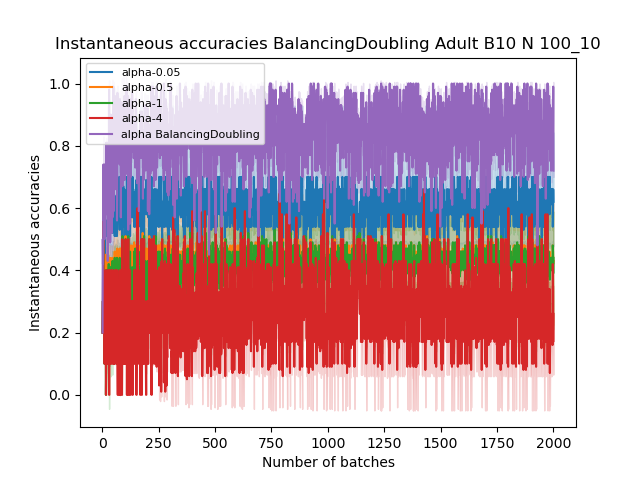 Instantaneous accuracies BalancingDoubling Adult B10 N 100_10
alpha-0.05
alpha-0.5
alpha-1
alpha-4
alpha BalancingDoubling
Instantaneous accuracies
1.0
0.8
0.6
0.4
0.2
0.0
0 250 500 750 1000 1250 1500 1750 2000
Number of batches